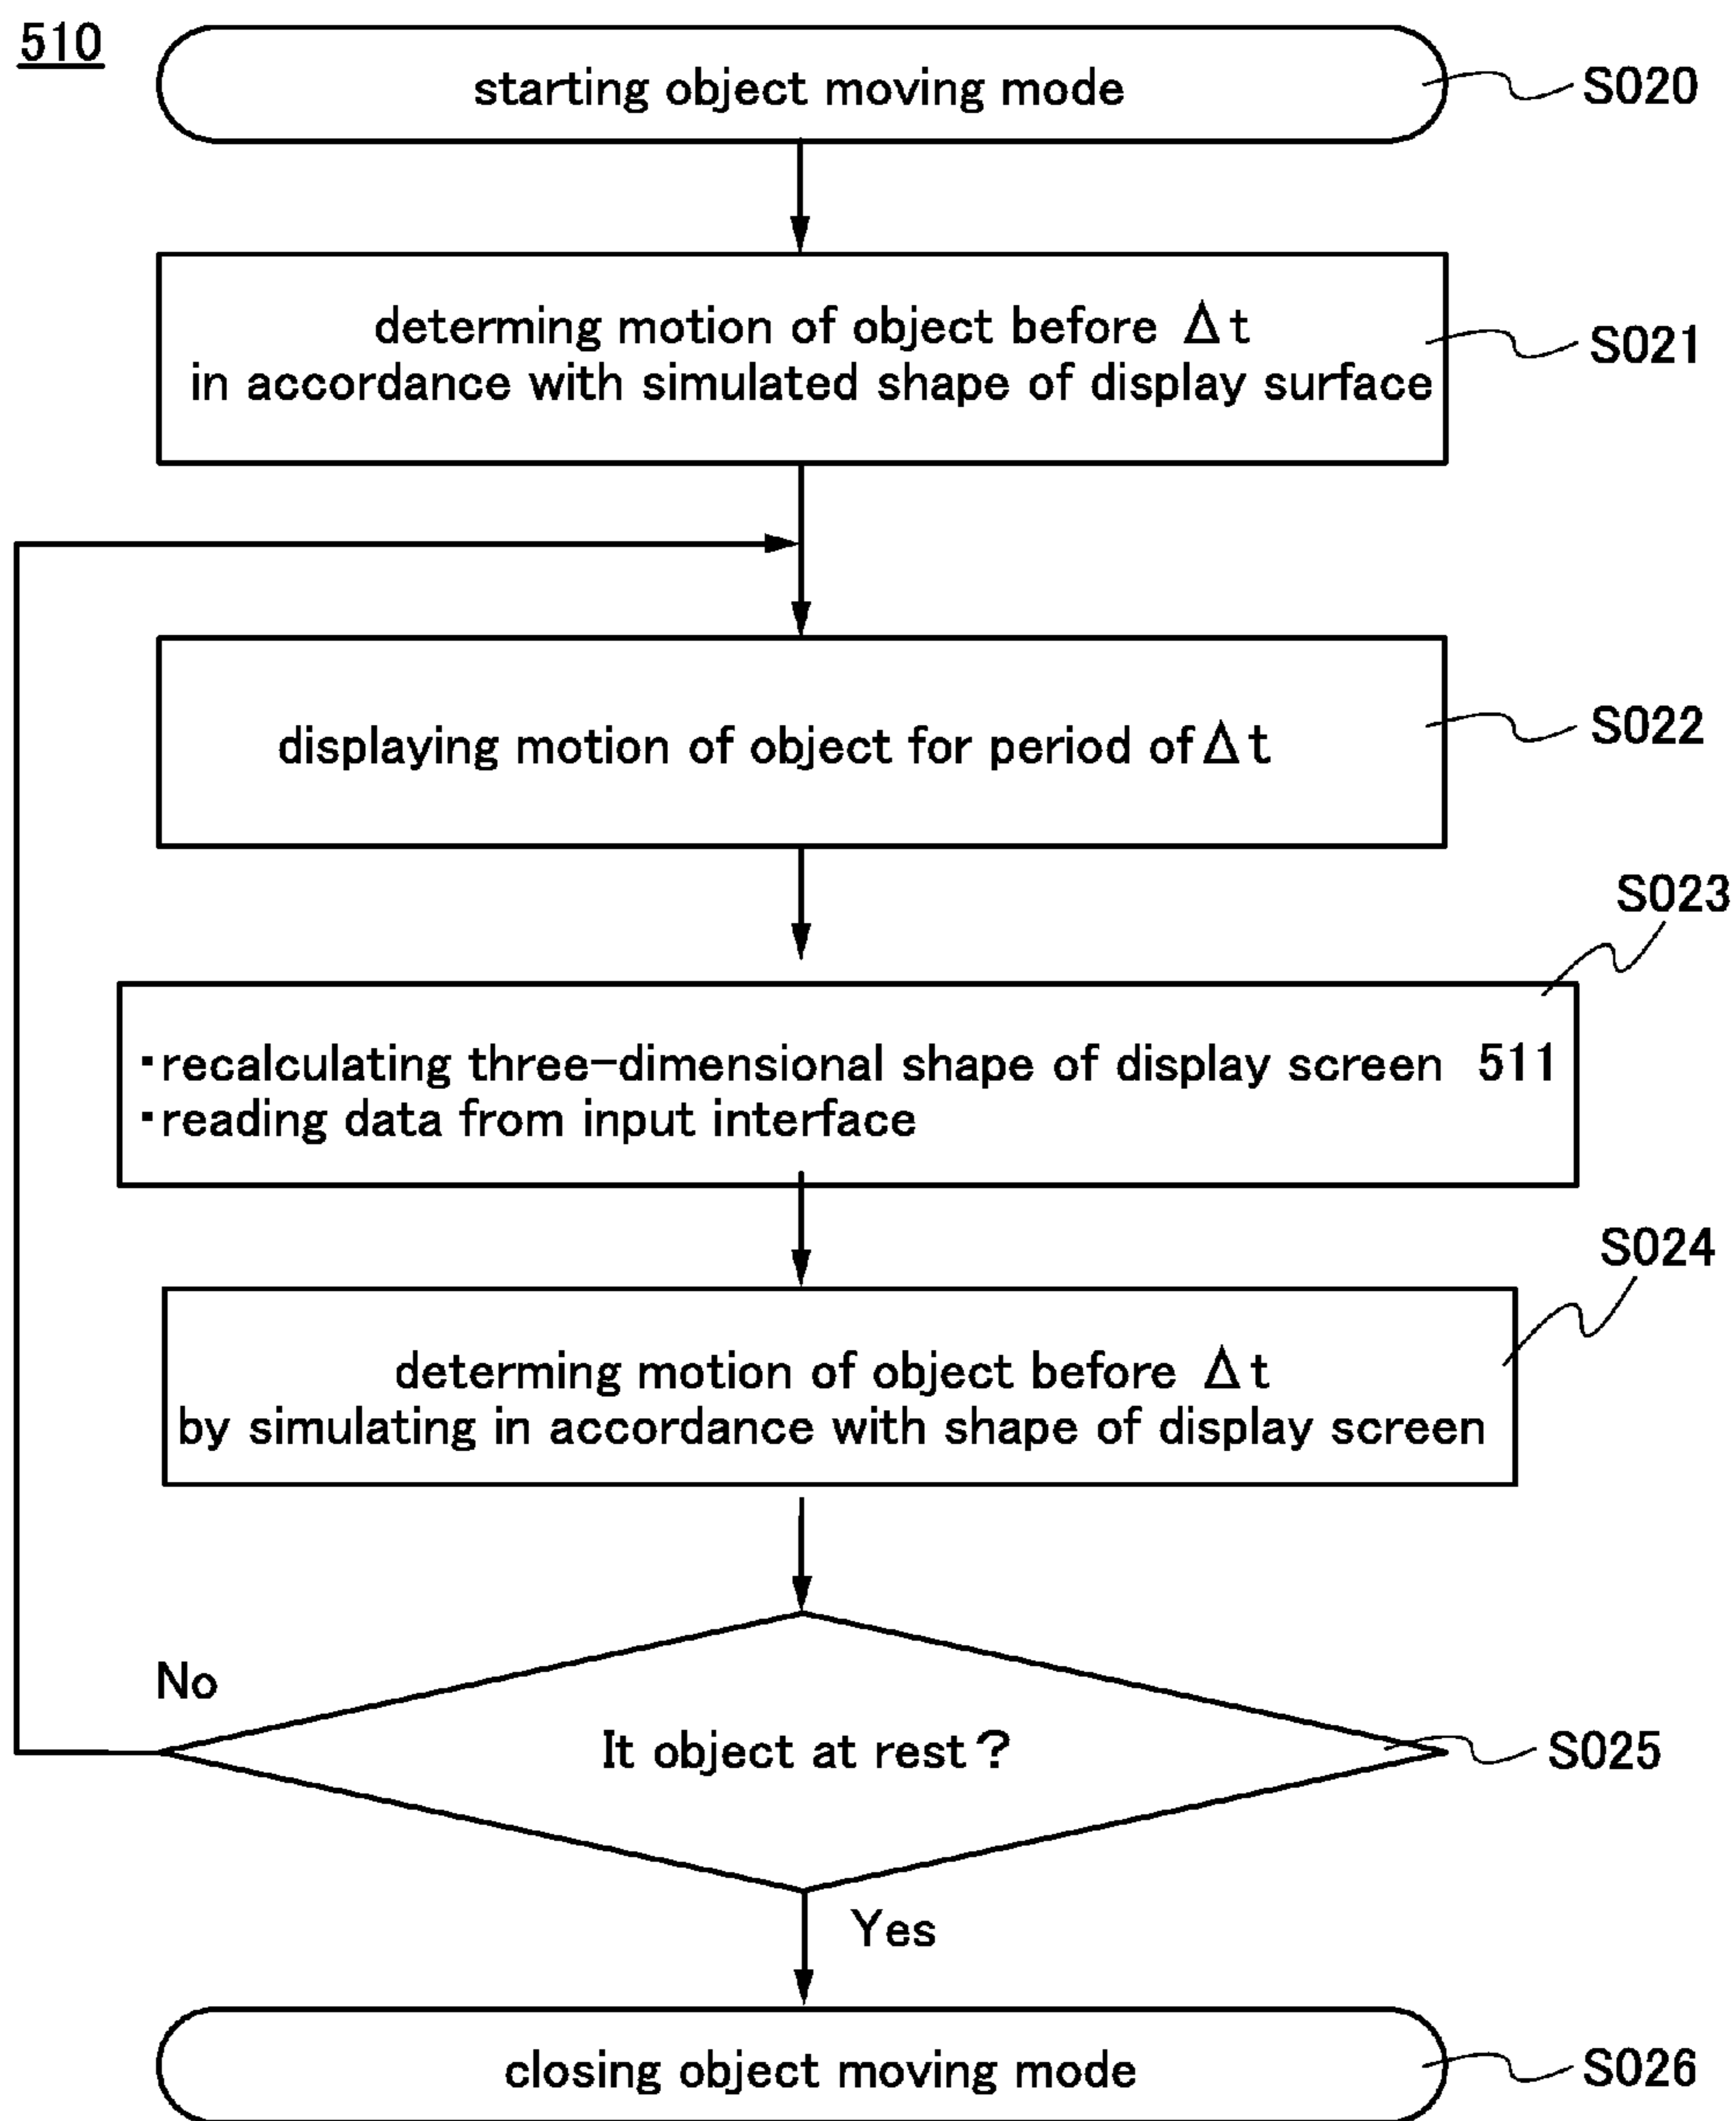 510
starting object moving mode
S020
determing motion of object before Δt
in accordance with simulated shape of display surface
S021
displaying motion of object for period of Δt
S022
S023
・recalculating three-dimensional shape of display screen 511
・reading data from input interface
S024
determing motion of object before Δt
by simulating in accordance with shape of display screen
No
It object at rest?
S025
Yes
closing object moving mode
S026